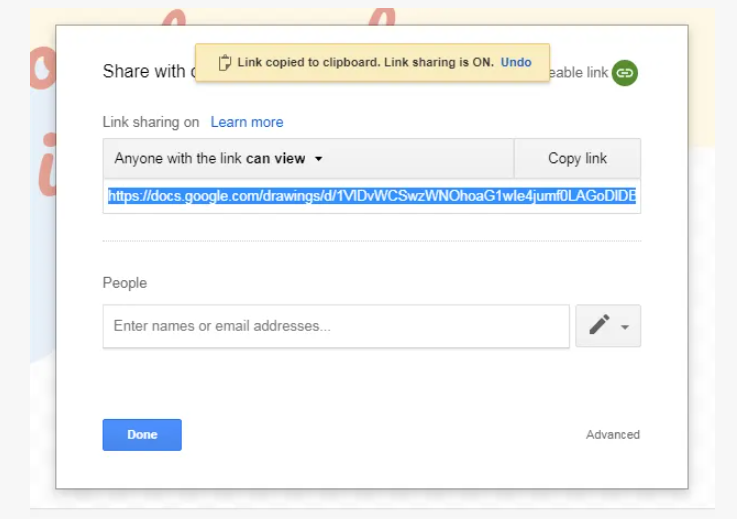 Link copied to clipboard. Link sharing is ON. Undo
Share with
link
Link sharing on Learn more
Anyone with the link can view
Copy link
https://docs.google.com/drawings/d/1VlDvWCSwzWNOhoaG1wIe4jumf0LAGoDlDE
People
Enter names or email addresses...
Done
Advanced